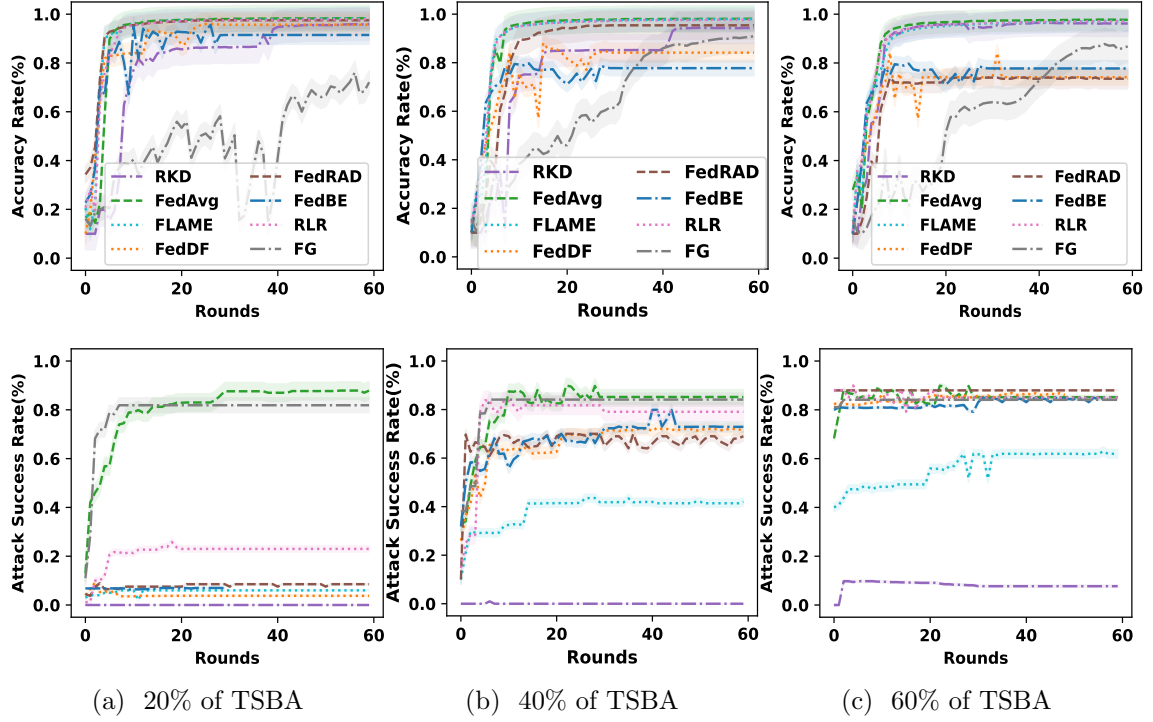 Accuracy Rate(%)
1.0
0.8
0.6
0.4
0.2
0.0
RKD
FedAvg
FLAME
FedDF
FedRAD
FedBE
RLR
FG
0
20
40
60
Rounds
Accuracy Rate(%)
1.0
0.8
0.6
0.4
0.2
0.0
RKD
FedAvg
FLAME
FedDF
FedRAD
FedBE
RLR
FG
0
20
40
60
Rounds
Accuracy Rate(%)
1.0
0.8
0.6
0.4
0.2
0.0
RKD
FedAvg
FLAME
FedDF
FedRAD
FedBE
RLR
FG
0
20
40
60
Rounds
Attack Success Rate(%)
1.0
0.8
0.6
0.4
0.2
0.0
0
20
40
60
Rounds
Attack Success Rate(%)
1.0
0.8
0.6
0.4
0.2
0.0
0
20
40
60
Rounds
Attack Success Rate(%)
1.0
0.8
0.6
0.4
0.2
0.0
0
20
40
60
Rounds
(a) 20% of TSBA
(b) 40% of TSBA
(c) 60% of TSBA